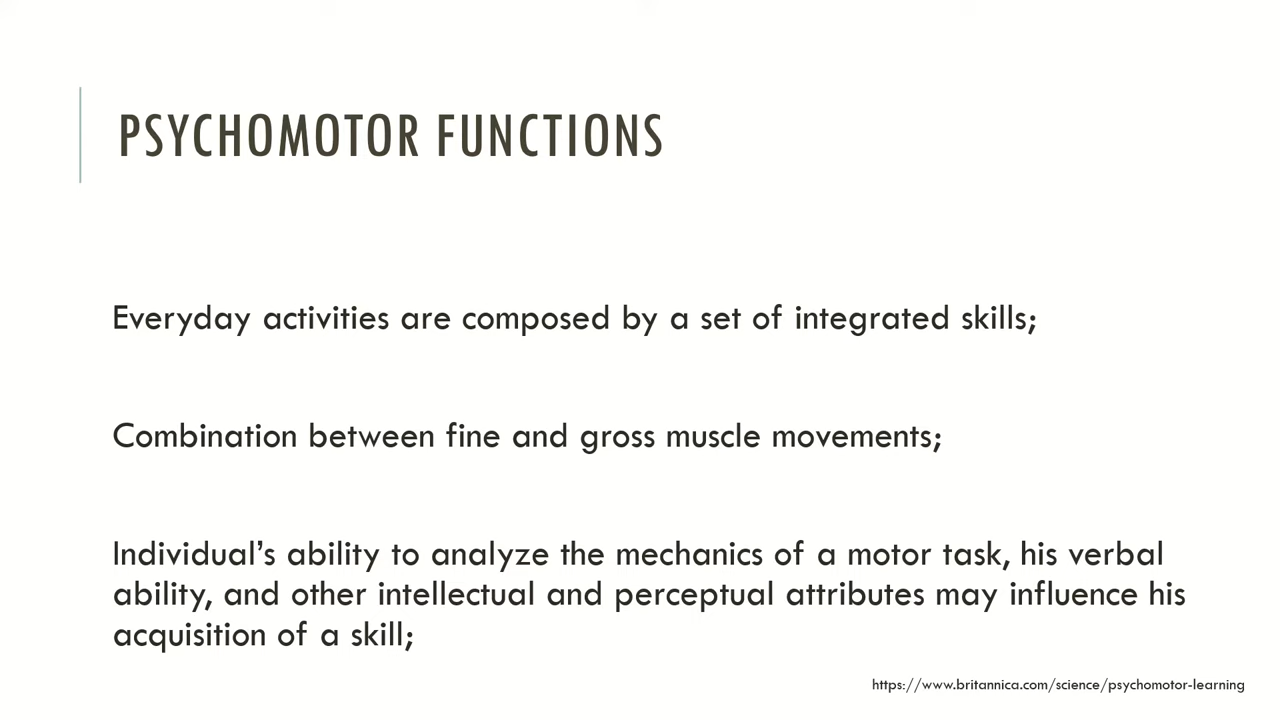 PSYCHOMOTOR FUNCTIONS
Everyday activities are composed by a set of integrated skills;
Combination between fine and gross muscle movements;
Individual’s ability to analyze the mechanics of a motor task, his verbal
ability, and other intellectual and perceptual attributes may influence his
acquisition of a skill;
https://www.britannica.com/science/psychomotor-learning